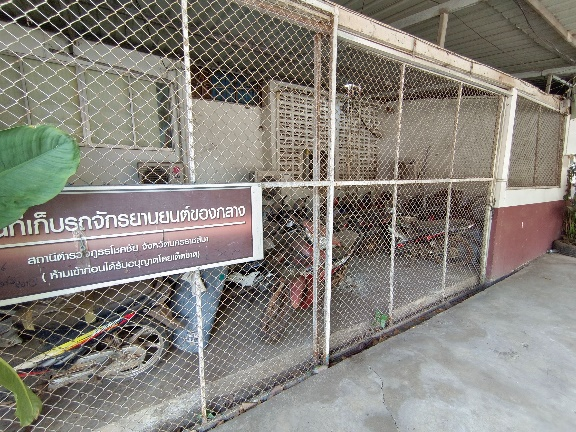 ที่เก็บรถจักรยานยนต์ของกลาง
สถานีตำรวจภูธรโชคชัย จังหวัดนครราชสีมา
( ห้ามเข้าก่อนได้รับอนุญาตโดยเด็ดขาด )